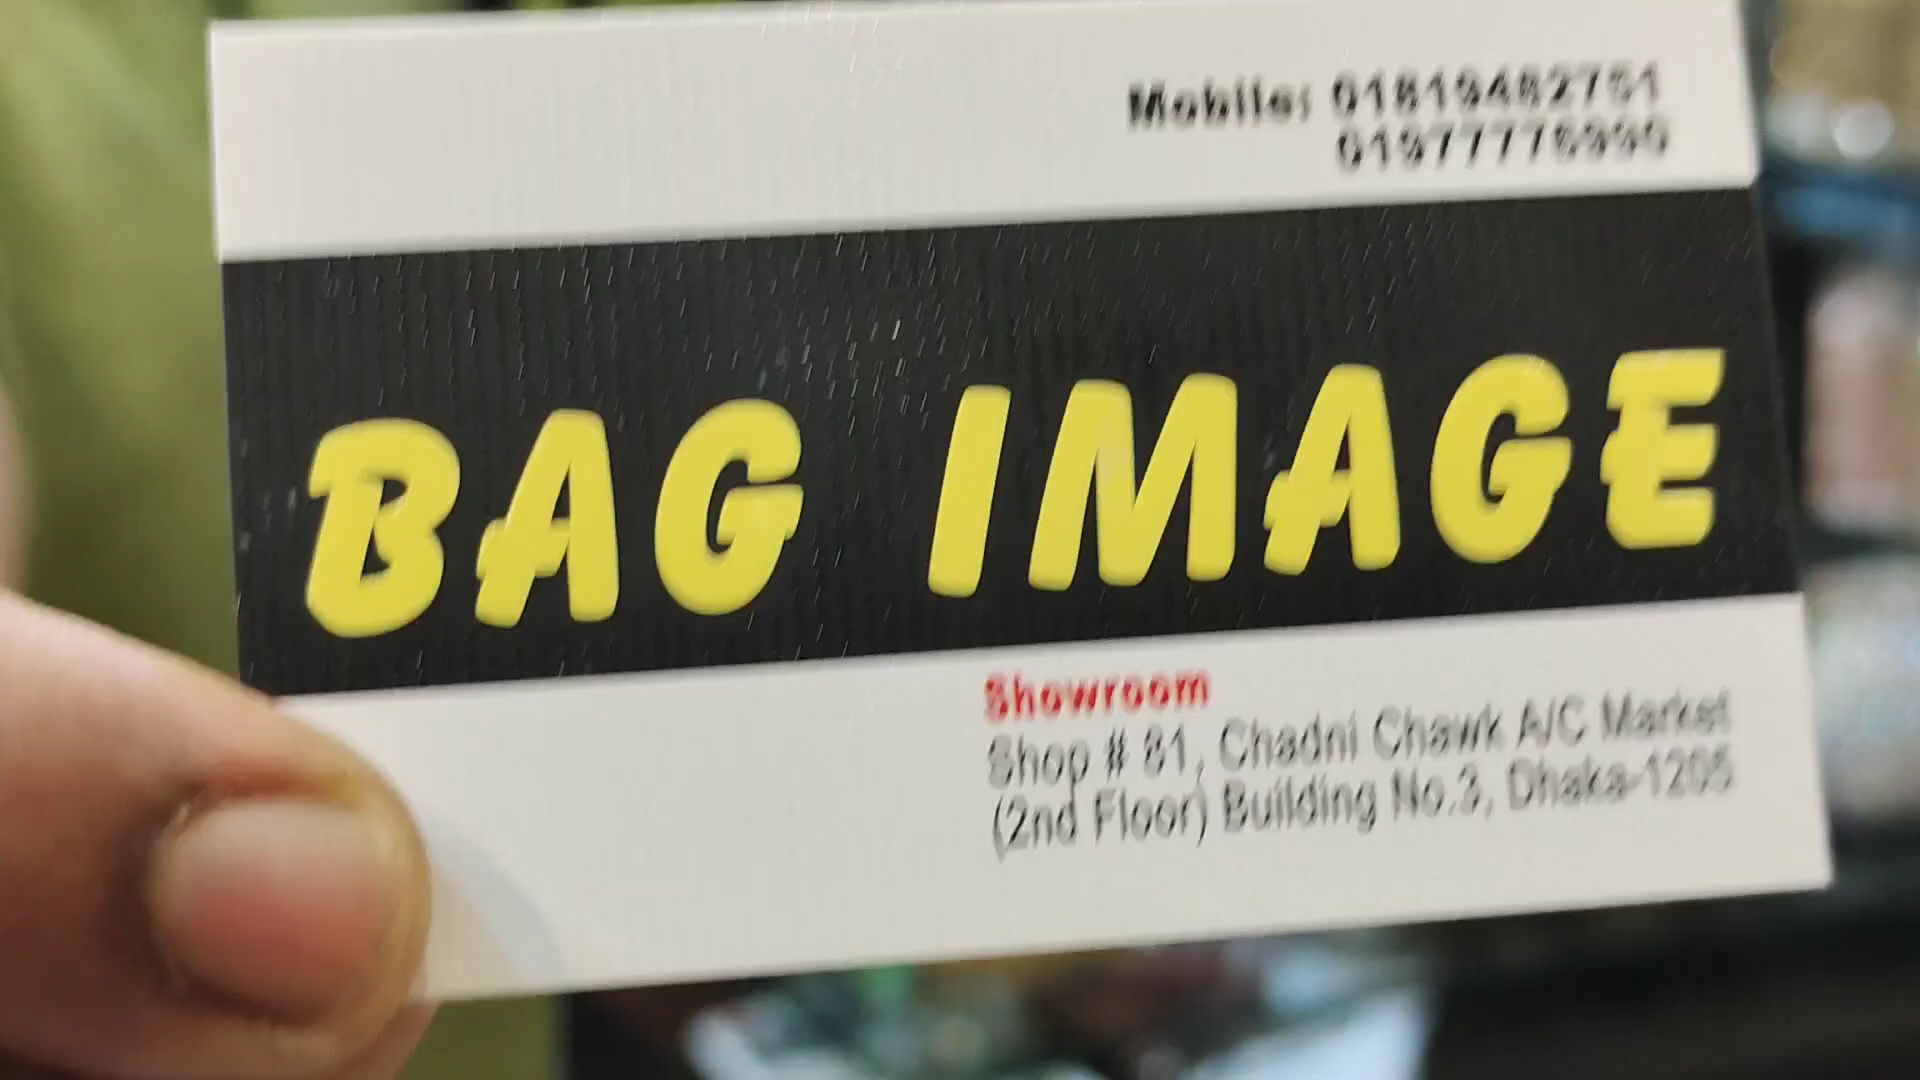 Mobile: 01819482751
01977776990
BAG IMAGE
Showroom
Shop # 81, Chadni Chawk A/C Market
(2nd Floor) Building No.3, Dhaka-1205